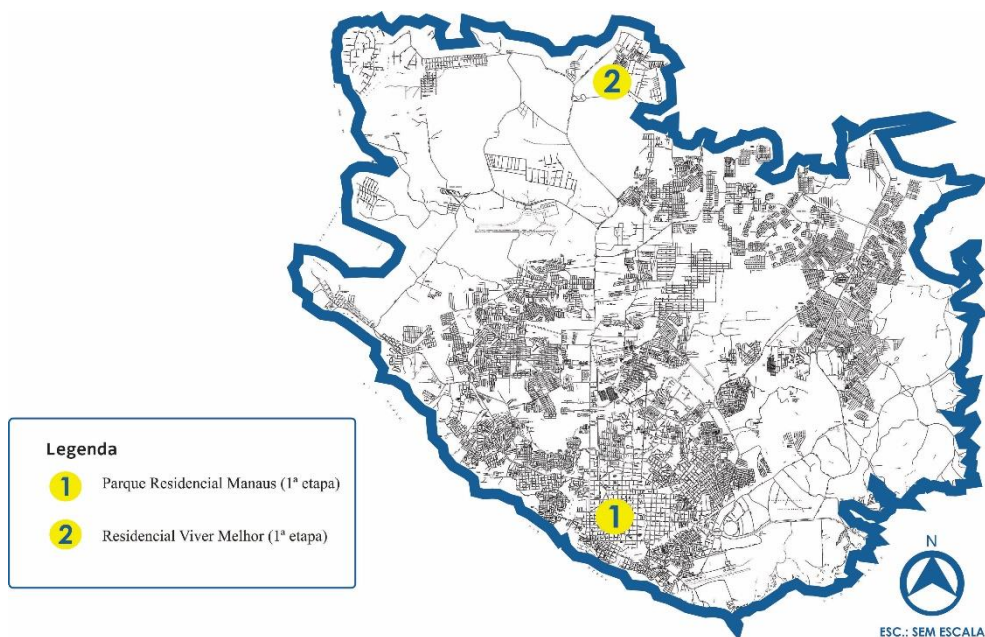 2
Legenda
1 Parque Residencial Manaus (1ª etapa)
2 Residencial Viver Melhor (1ª etapa)
1
N
ESC.: SEM ESCALA